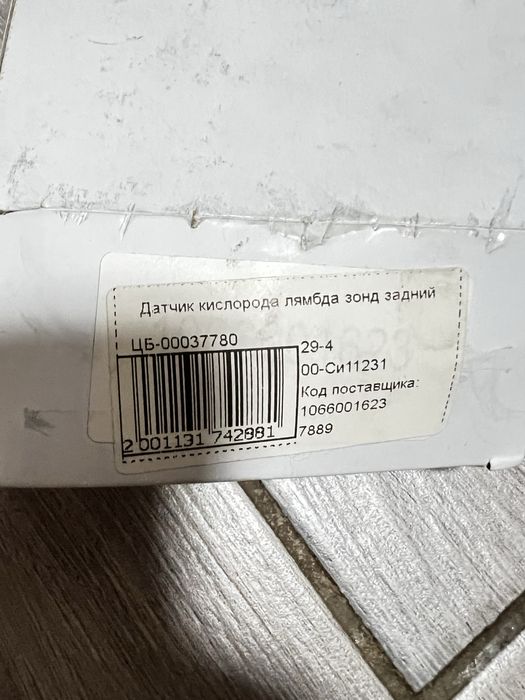 Датчик кислорода лямбда зонд задний
ЦБ-00037780
2 001131 742881
29-4
00-Си11231
Код поставщика:
1066001623
7889